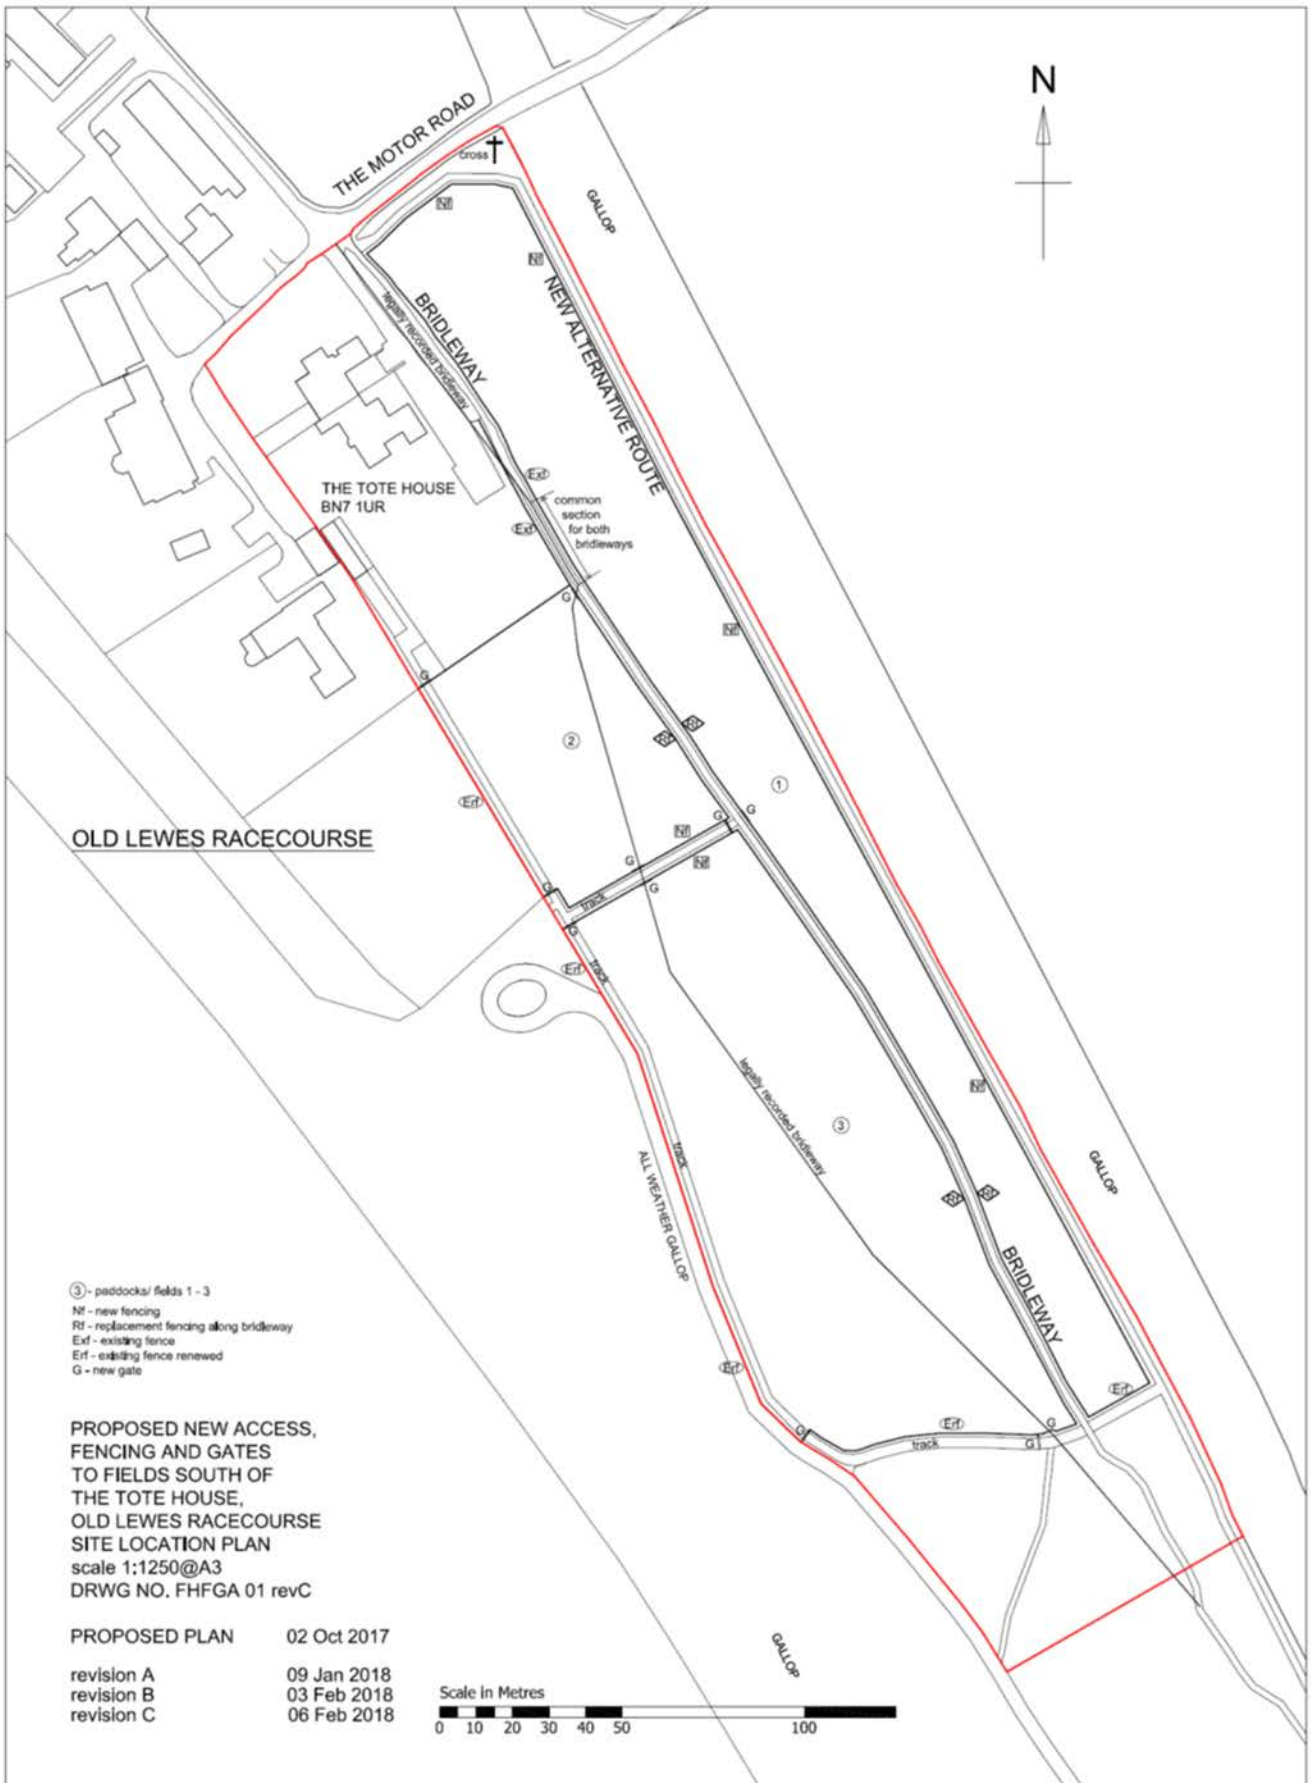 N
THE MOTOR ROAD
cross
GALLOP
Nf
Nf
BRIDLEWAY
legally recorded bridleway
NEW ALTERNATIVE ROUTE
THE TOTE HOUSE
BN7 1UR
Exf
Exf
common
section
for both
bridleways
G
Nf
G
2
1
Erf
G
G
Nf
Nf
OLD LEWES RACECOURSE
G
G
G
track
G
Erf
track
Nf
legally recorded bridleway
3
track
ALL WEATHER GALLOP
GALLOP
BRIDLEWAY
Erf
Erf
G
Erf
G
track
G
3 - paddocks/ fields 1 - 3
Nf - new fencing
Rf - replacement fencing along bridleway
Exf - existing fence
Erf - existing fence renewed
G - new gate
PROPOSED NEW ACCESS,
FENCING AND GATES
TO FIELDS SOUTH OF
THE TOTE HOUSE,
OLD LEWES RACECOURSE
SITE LOCATION PLAN
scale 1:1250@A3
DRWG NO. FHFGA 01 revC
PROPOSED PLAN 02 Oct 2017
revision A 09 Jan 2018
revision B 03 Feb 2018
revision C 06 Feb 2018
GALLOP
Scale in Metres
0 10 20 30 40 50 100